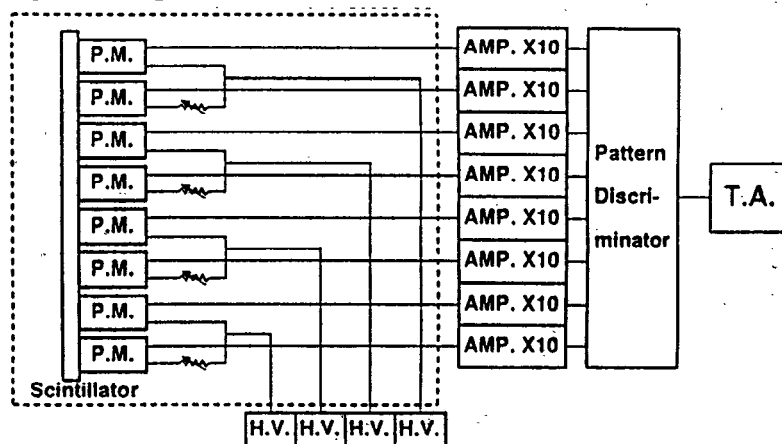 P.M.
P.M.
P.M.
P.M.
P.M.
P.M.
P.M.
P.M.
Scintillator
AMP. X10
AMP. X10
AMP. X10
AMP. X10
AMP. X10
AMP. X10
AMP. X10
AMP. X10
Pattern
Discri-
minator
T.A.
H.V. H.V. H.V. H.V.